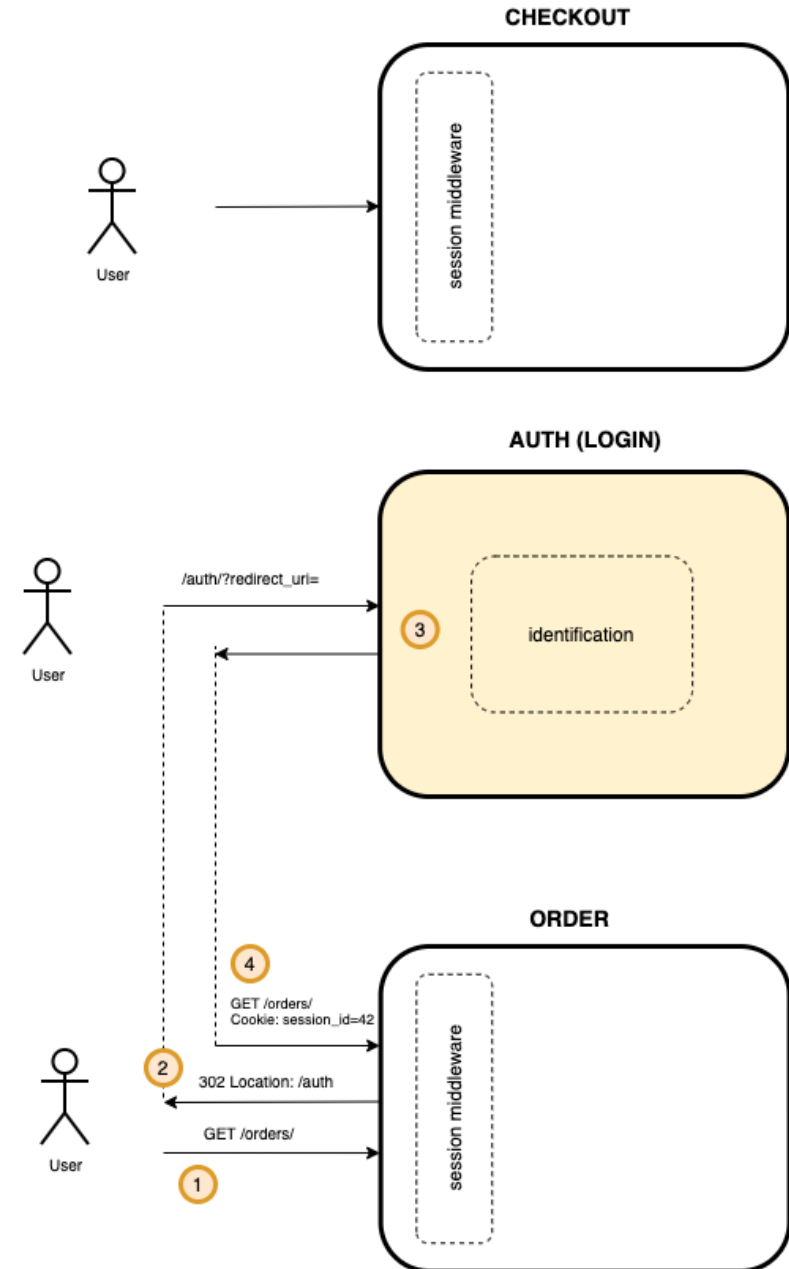 CHECKOUT
session middleware
User
AUTH (LOGIN)
/auth/?redirect_uri=
3
identification
User
ORDER
4
GET /orders/
Cookie: session_id=42
2
302 Location: /auth
GET /orders/
session middleware
User
1